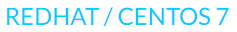 REDHAT / CENTOS 7